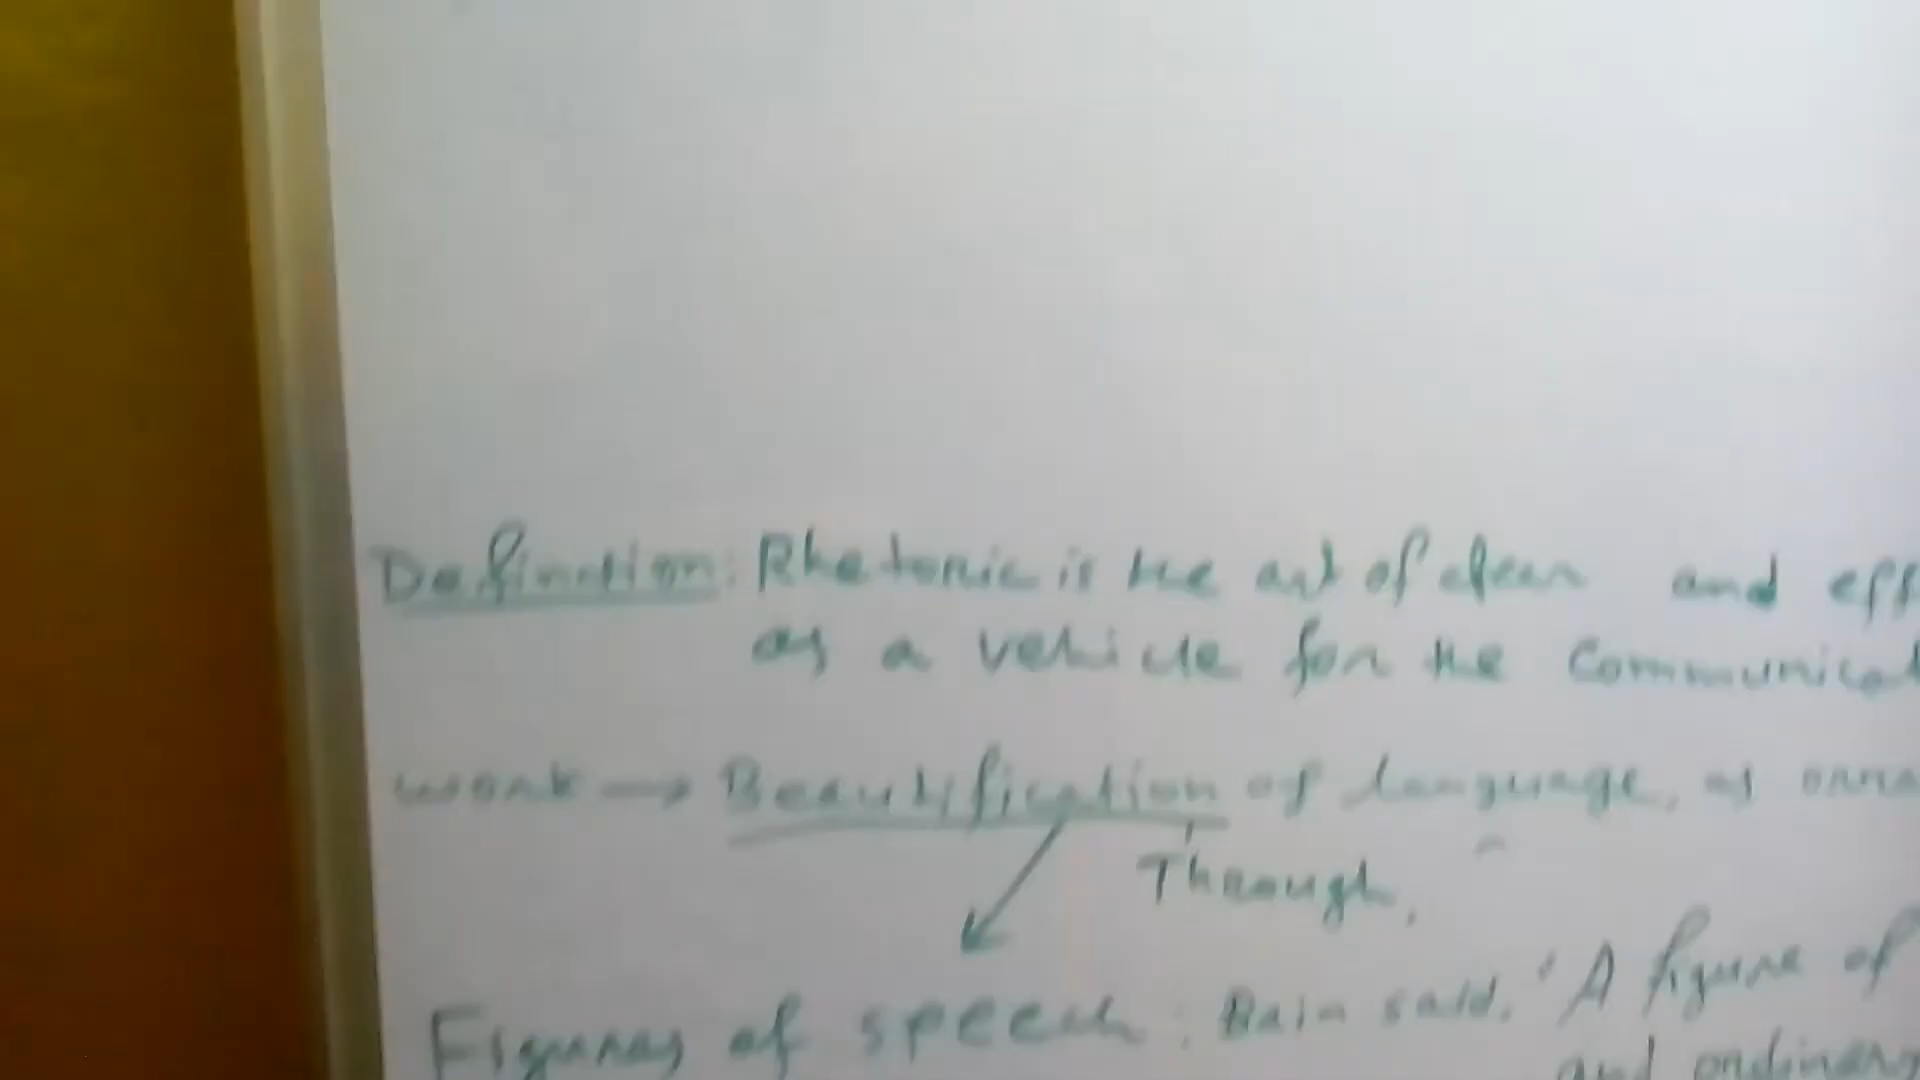 Defination: Rhetoric is the art of clear and eff
as a vehicle for the communicat
work → Beautification of language, as orna
Through,
Figures of speech: Bain said, 'A figure of
and ordinary